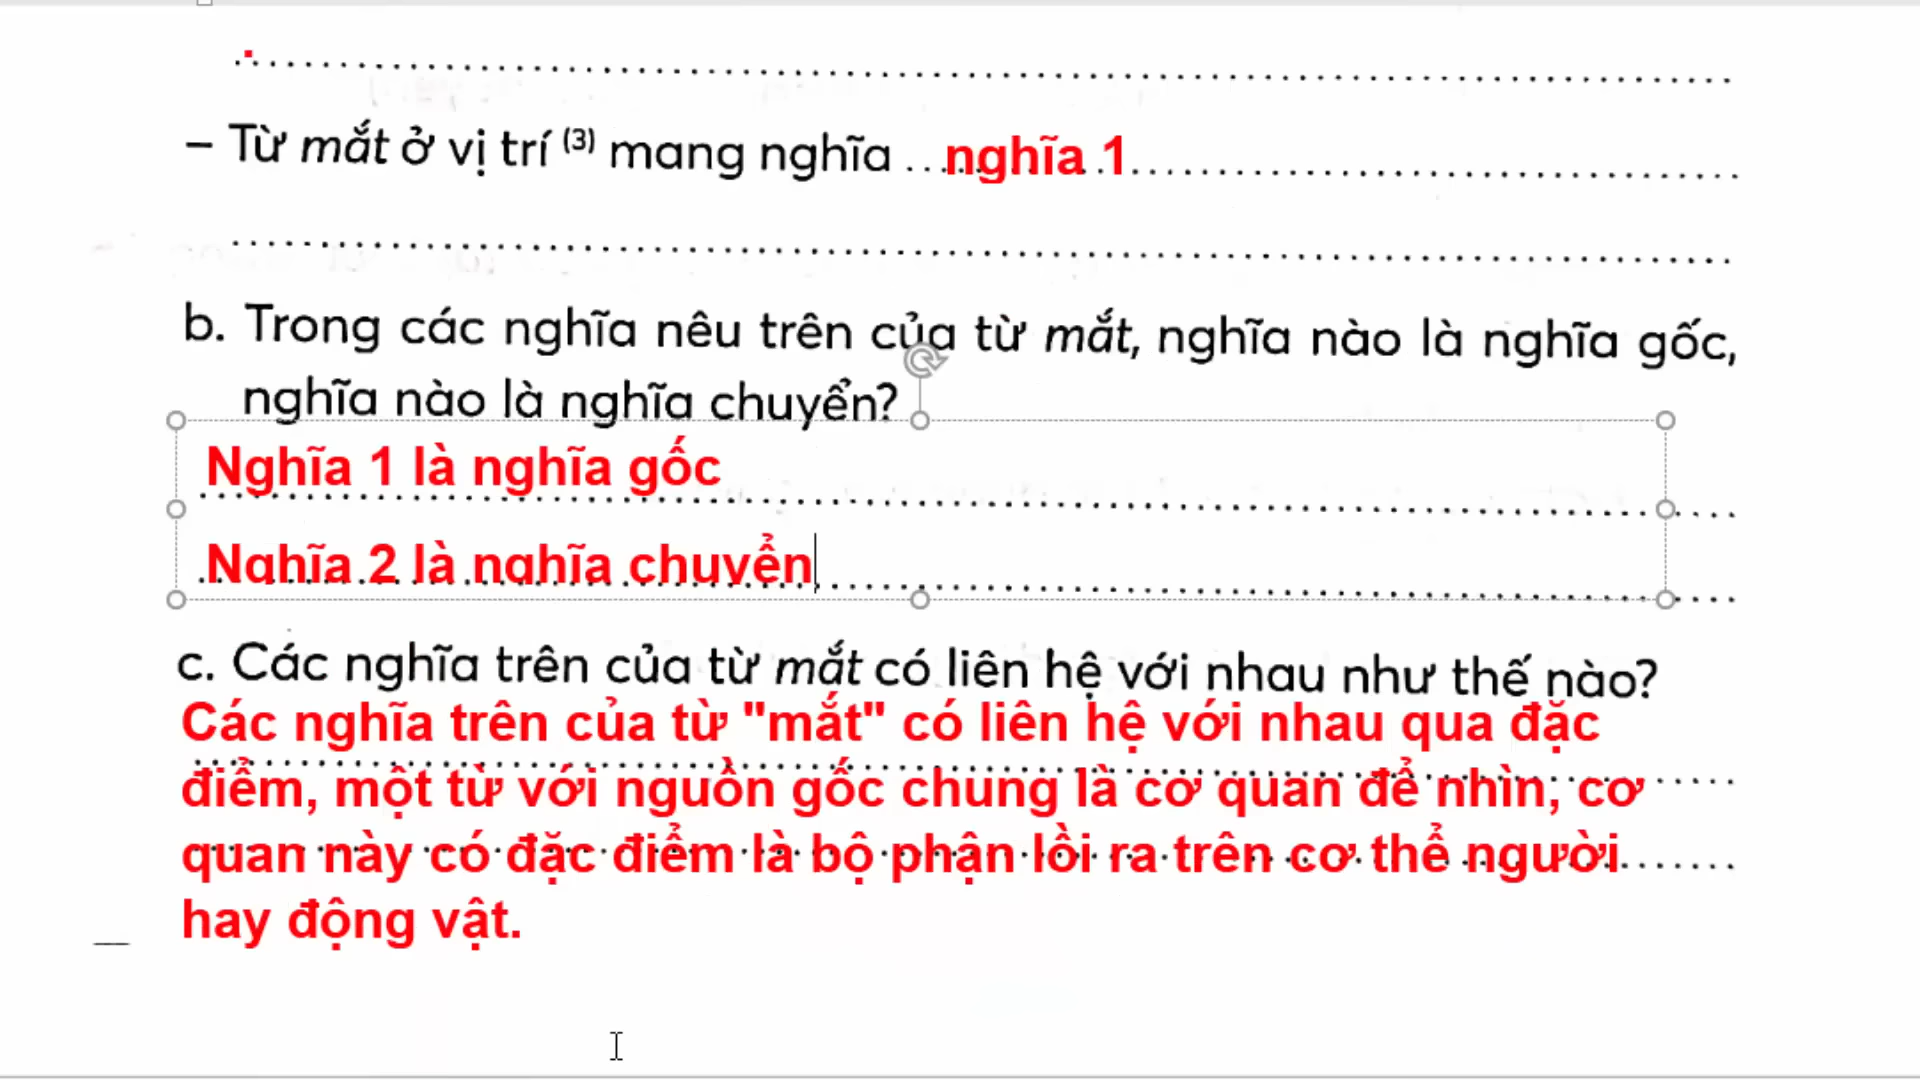 – Từ mắt ở vị trí (3) mang nghĩa nghĩa 1
b. Trong các nghĩa nêu trên của từ mắt, nghĩa nào là nghĩa gốc,
nghĩa nào là nghĩa chuyển?
Nghĩa 1 là nghĩa gốc
Nghĩa 2 là nghĩa chuyển
c. Các nghĩa trên của từ mắt có liên hệ với nhau như thế nào?
Các nghĩa trên của từ "mắt" có liên hệ với nhau qua đặc
điểm, một từ với nguồn gốc chung là cơ quan để nhìn, cơ
quan này có đặc điểm là bộ phận lồi ra trên cơ thể người
hay động vật.